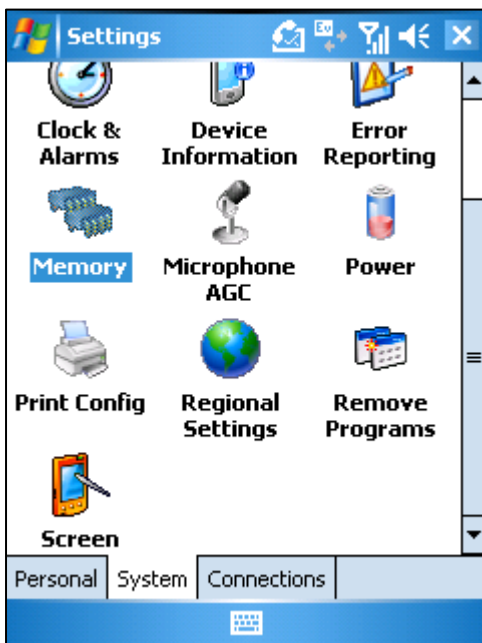 Settings
Ev
Clock &
Alarms
Device
Information
Error
Reporting
Memory
Microphone
AGC
Power
Print Config
Regional
Settings
Remove
Programs
Screen
Personal
System
Connections